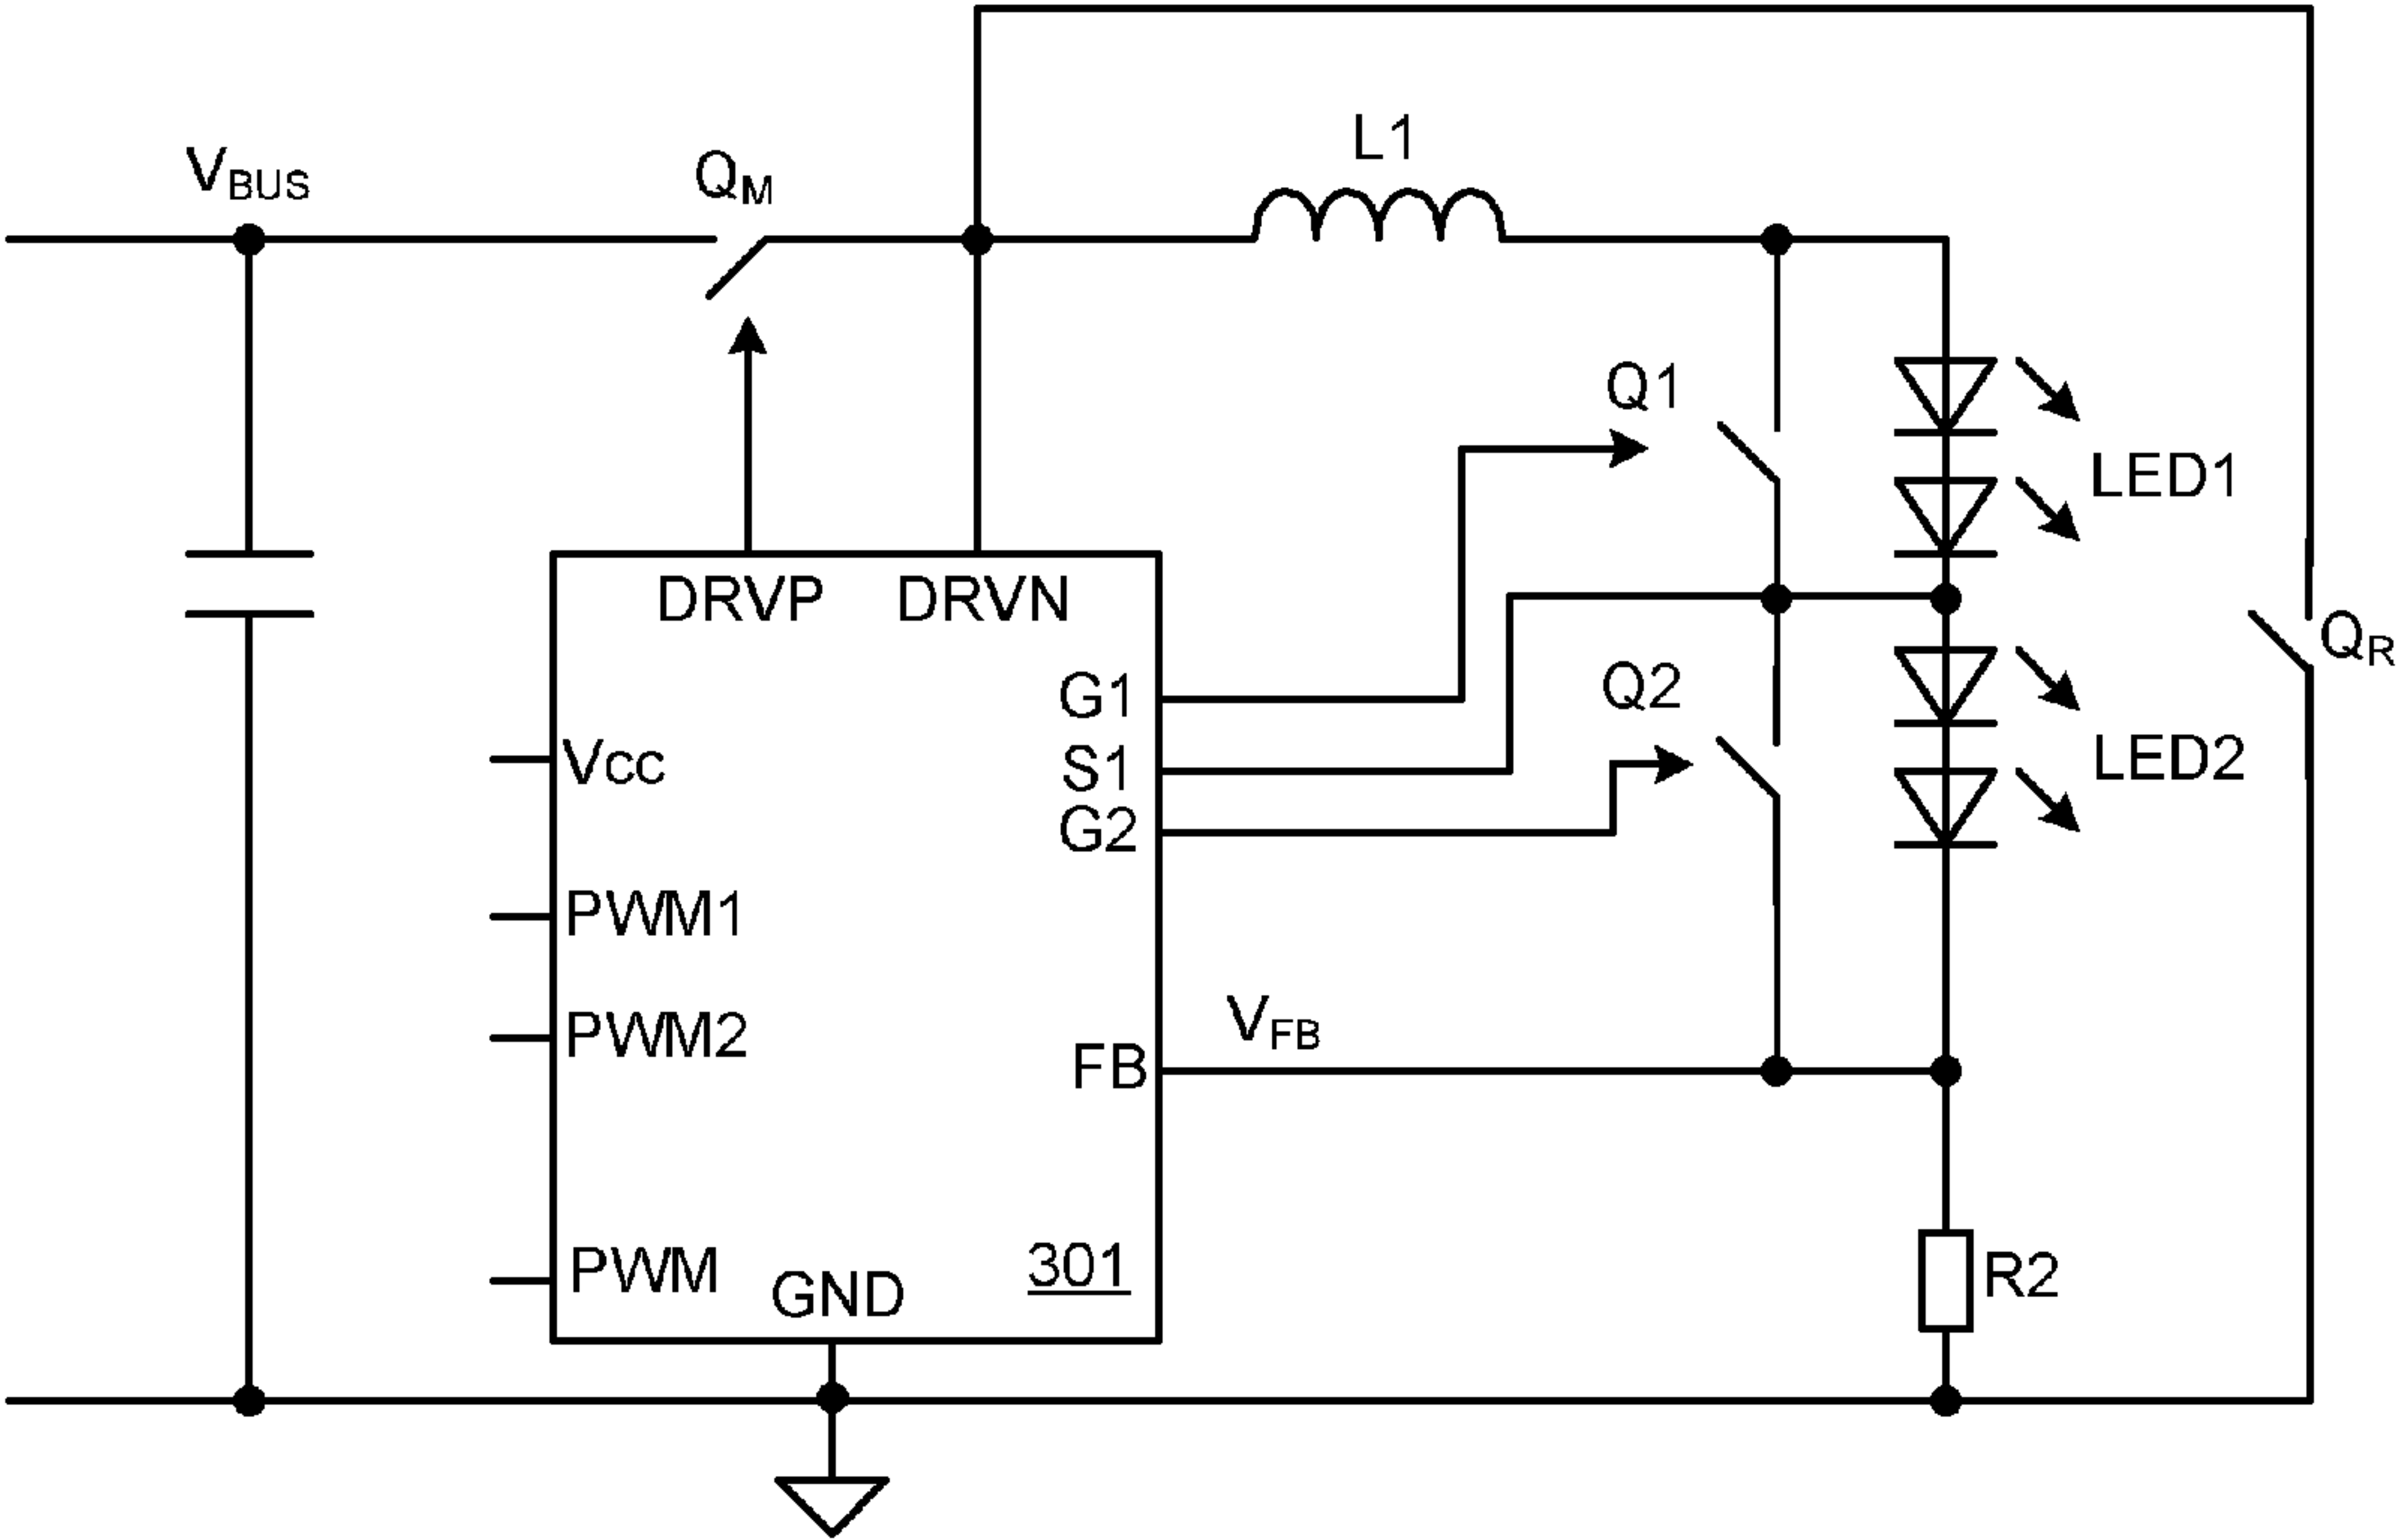 L1
VBUS
QM
Q1
LED1
DRVP DRVN
QR
G1
Q2
VCC
S1
LED2
G2
PWM1
VFB
PWM2
FB
PWM
GND
301
R2